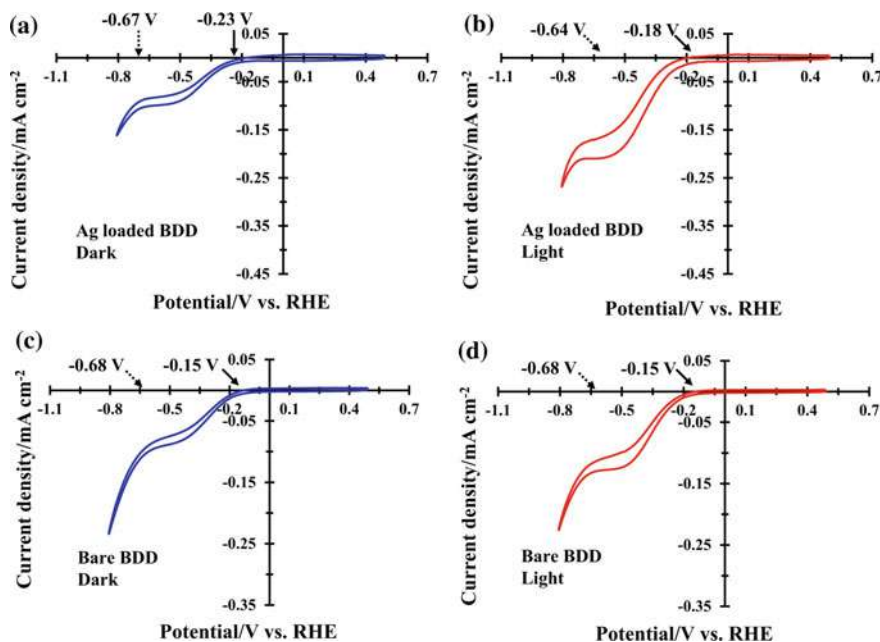 (a)
-0.67 V
-0.23 V
0.05
-1.1
-0.8
-0.5
-0.2
0.1
0.4
0.7
-0.05
-0.15
-0.25
-0.35
-0.45
Current density/mA cm-2
Ag loaded BDD
Dark
Potential/V vs. RHE
(b)
-0.64 V
-0.18 V
0.05
-1.1
-0.8
-0.5
-0.2
0.1
0.4
0.7
-0.05
-0.15
-0.25
-0.35
-0.45
Current density/mA cm-2
Ag loaded BDD
Light
Potential/V vs. RHE
(c)
-0.68 V
-0.15 V
0.05
-1.1
-0.8
-0.5
-0.2
0.1
0.4
0.7
-0.05
-0.15
-0.25
-0.35
Current density/mA cm-2
Bare BDD
Dark
Potential/V vs. RHE
(d)
-0.68 V
-0.15 V
0.05
-1.1
-0.8
-0.5
-0.2
0.1
0.4
0.7
-0.05
-0.15
-0.25
-0.35
Current density/mA cm-2
Bare BDD
Light
Potential/V vs. RHE